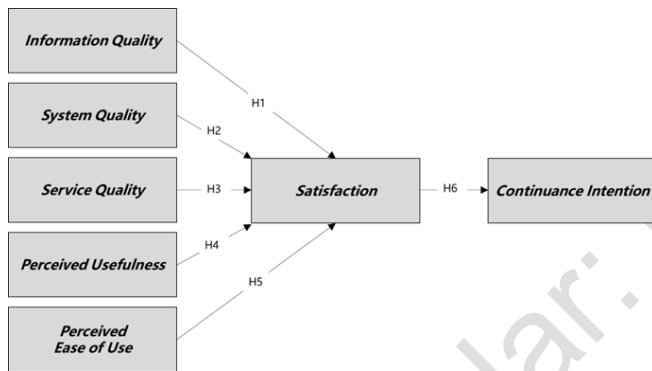 Information Quality
H1
System Quality
H2
Service Quality
H3
Satisfaction
H6
Continuance Intention
Perceived Usefulness
H4
H5
Perceived
Ease of Use
lar: